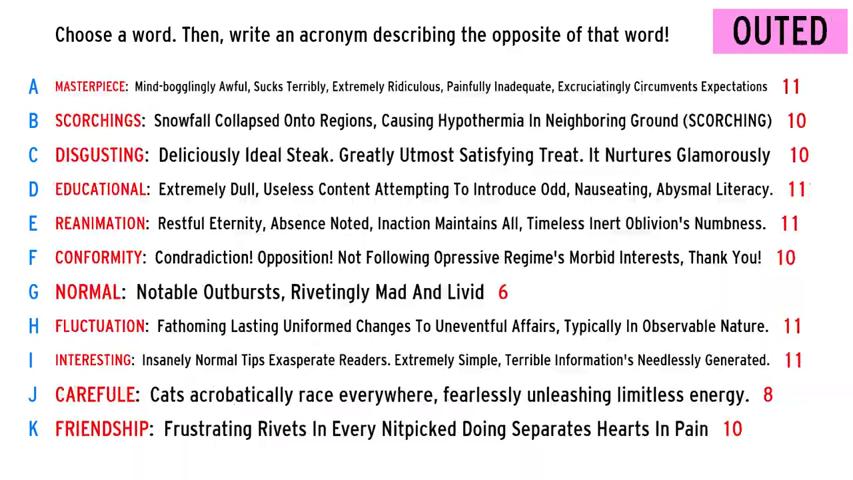 Choose a word. Then, write an acronym describing the opposite of that word!
OUTED
A MASTERPIECE: Mind-bogglingly Awful, Sucks Terribly, Extremely Ridiculous, Painfully Inadequate, Excruciatingly Circumvents Expectations 11
B SCORCHINGS: Snowfall Collapsed Onto Regions, Causing Hypothermia In Neighboring Ground (SCORCHING) 10
C DISGUSTING: Deliciously Ideal Steak. Greatly Utmost Satisfying Treat. It Nurtures Glamorously 10
D EDUCATIONAL: Extremely Dull, Useless Content Attempting To Introduce Odd, Nauseating, Abysmal Literacy. 11
E REANIMATION: Restful Eternity, Absence Noted, Inaction Maintains All, Timeless Inert Oblivion's Numbness. 11
F CONFORMITY: Condradiction! Opposition! Not Following Opressive Regime's Morbid Interests, Thank You! 10
G NORMAL: Notable Outbursts, Rivetingly Mad And Livid 6
H FLUCTUATION: Fathoming Lasting Uniformed Changes To Uneventful Affairs, Typically In Observable Nature. 11
I INTERESTING: Insanely Normal Tips Exasperate Readers. Extremely Simple, Terrible Information's Needlessly Generated. 11
J CAREFULE: Cats acrobatically race everywhere, fearlessly unleashing limitless energy. 8
K FRIENDSHIP: Frustrating Rivets In Every Nitpicked Doing Separates Hearts In Pain 10